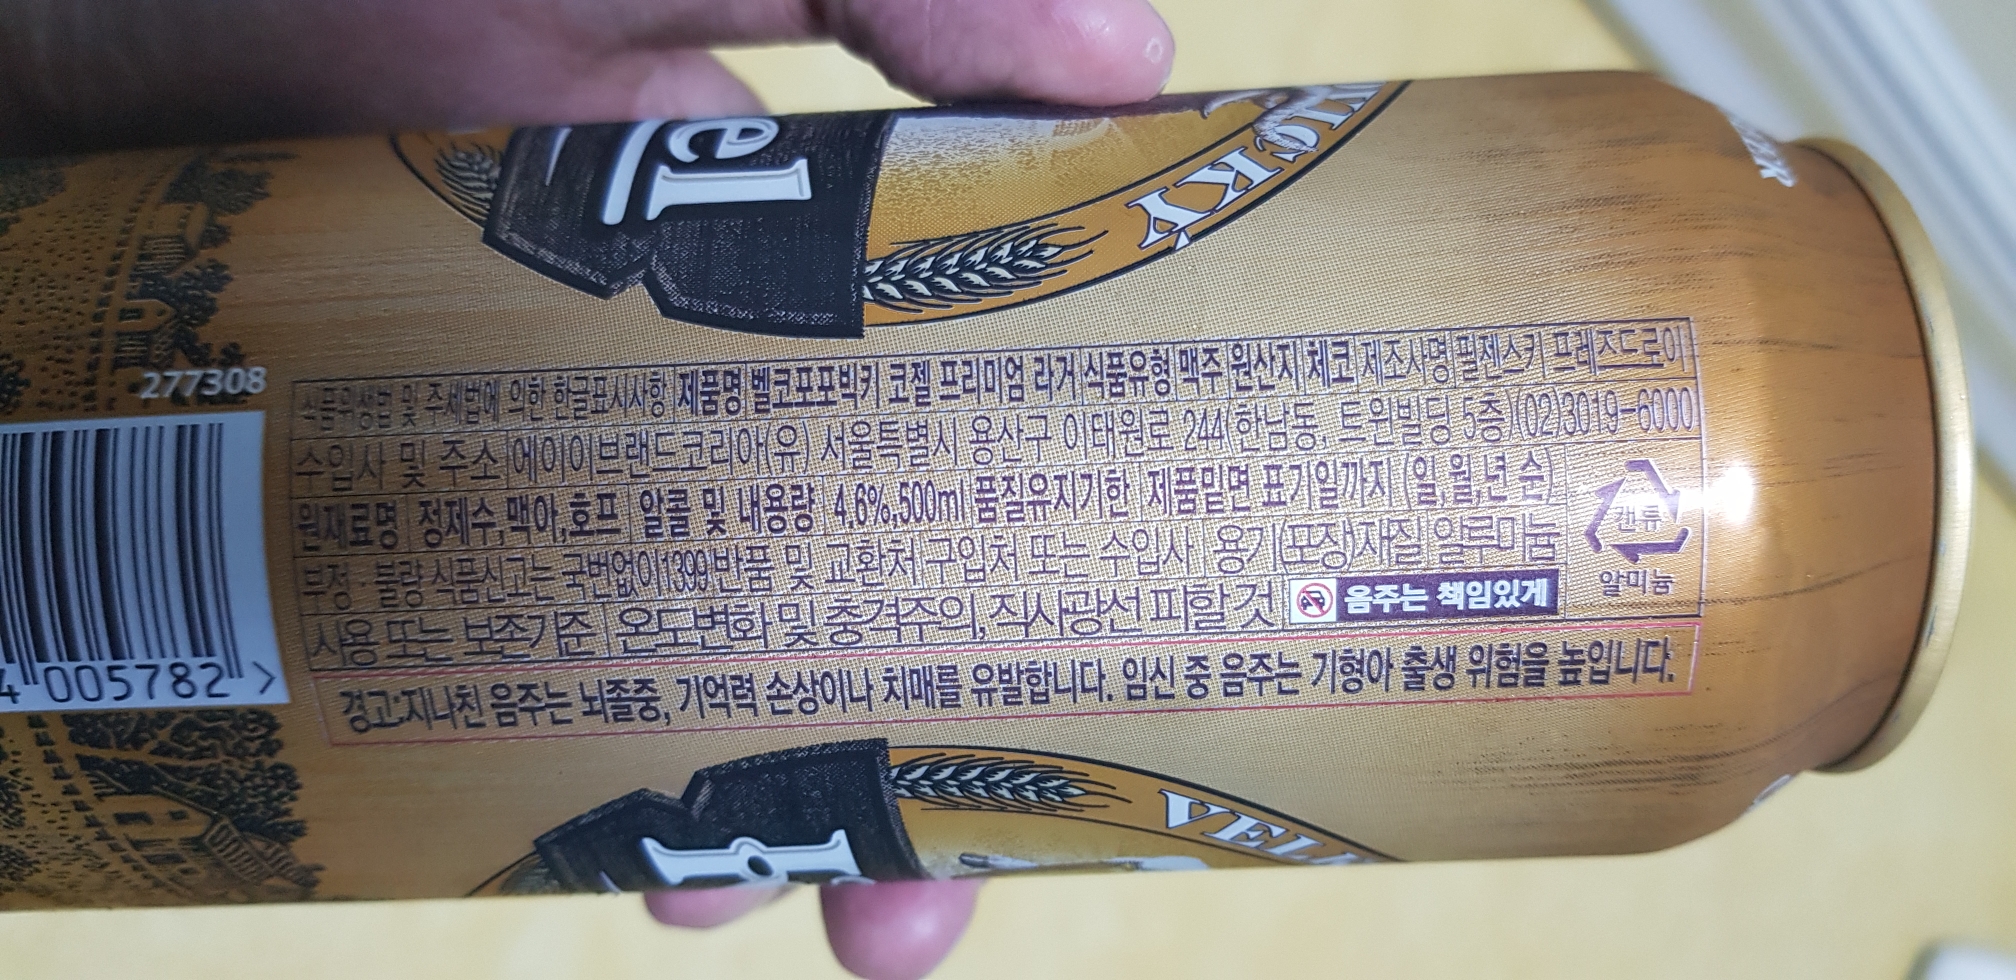 el
VICKÝ
277308
식품위생법 및 주세법에 의한 한글표시사항 제품명 벨코포포빅키 코젤 프리미엄 라거 식품유형 맥주 원산지 체코 제조사명 필젠스키 프레즈드로이
수입사 및 주소 에이이브랜드코리아(유) 서울특별시 용산구 이태원로 244(한남동, 트윈빌딩 5층)(02)3019-6000
원재료명 정제수,맥아,호프 알콜 및 내용량 4.6%,500ml 품질유지기한 제품밑면 표기일까지 (일,월,년 순)
부정·불량식품신고는 국번없이1399 반품 및 교환처 구입처 또는 수입사 용기(포장)재질 알루미늄
사용 또는 보존기준 온도변화 및 충격주의, 직사광선 피할 것 음주는 책임있게
캔류
알미늄
경고:지나친 음주는 뇌졸중, 기억력 손상이나 치매를 유발합니다. 임신 중 음주는 기형아 출생 위험을 높입니다.
4 005782 >
VEL